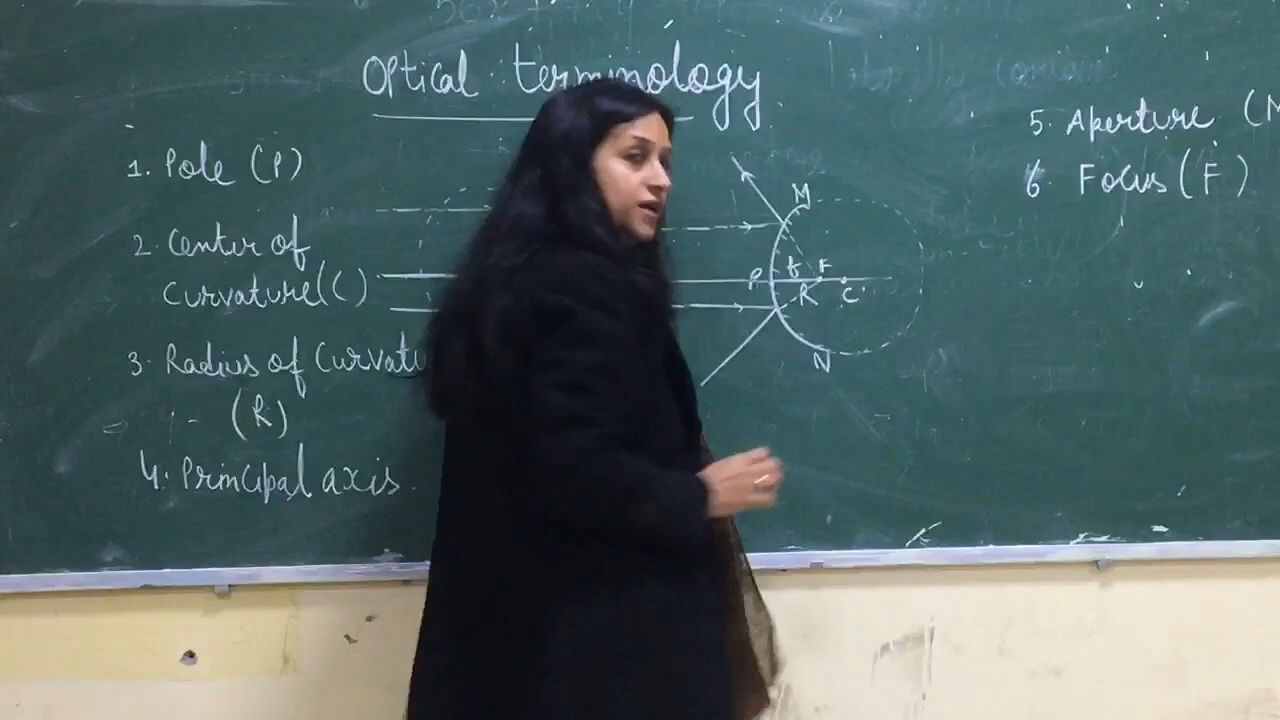 Optical terminology
1. Pole (P)
2. Center of
Curvature (C)
3. Radius of Curvatu
(R)
4. Principal axis.
M
P
f
F
R
C
N
5. Aperture (M
6. Focus (F)